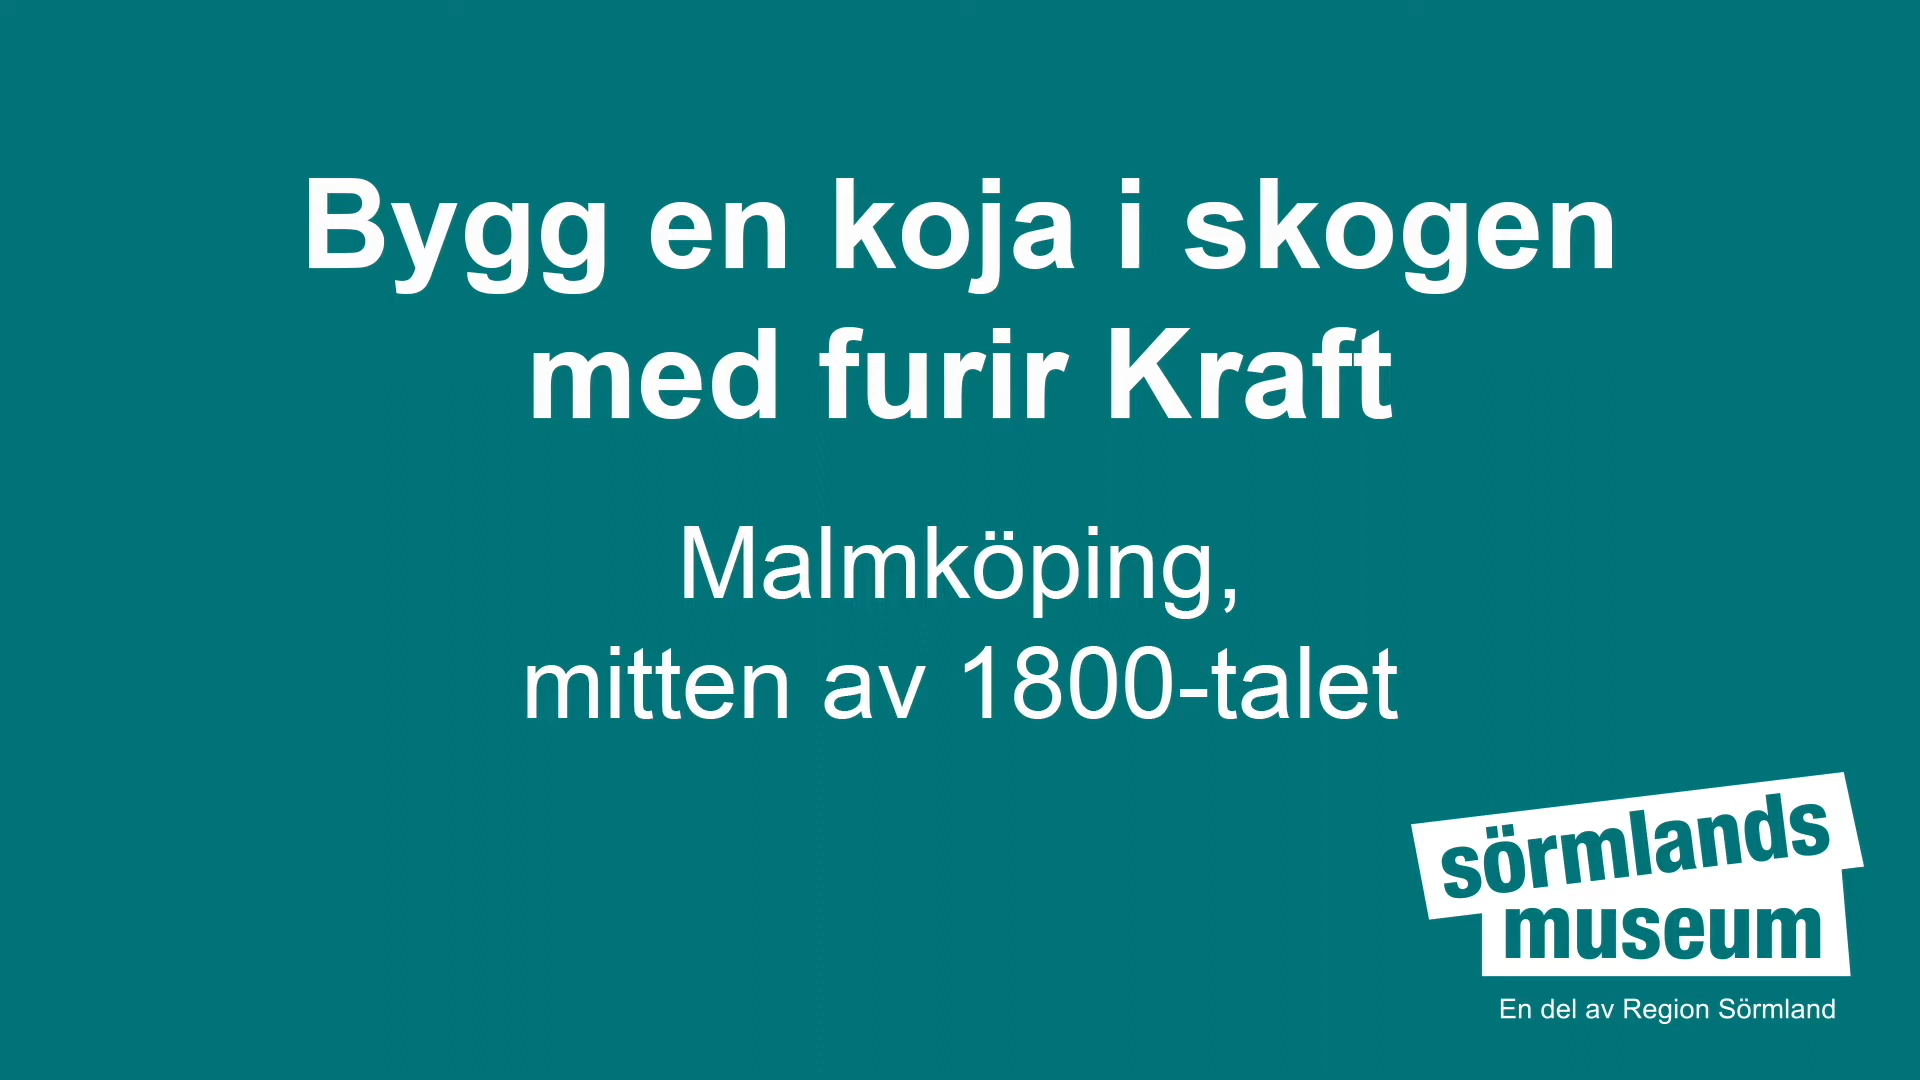 Bygg en koja i skogen
med furir Kraft
Malmköping,
mitten av 1800-talet
sörmlands
museum
En del av Region Sörmland